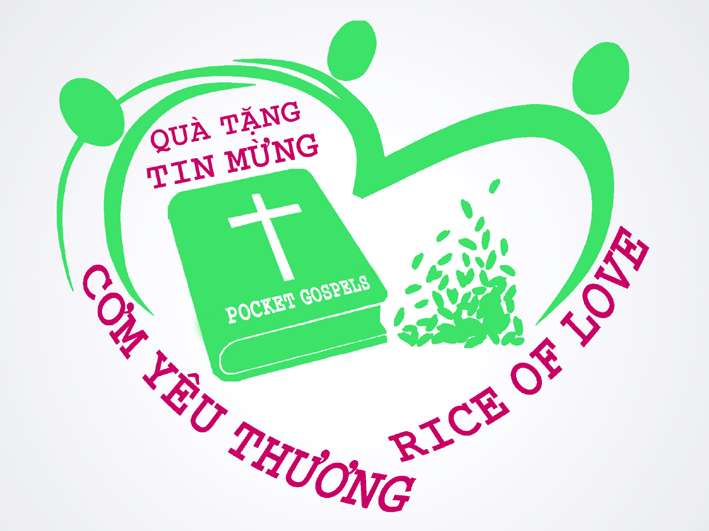 QUÀ TẶNG
TIN MỪNG
POCKET GOSPELS
CƠM YÊU THƯƠNG
RICE OF LOVE